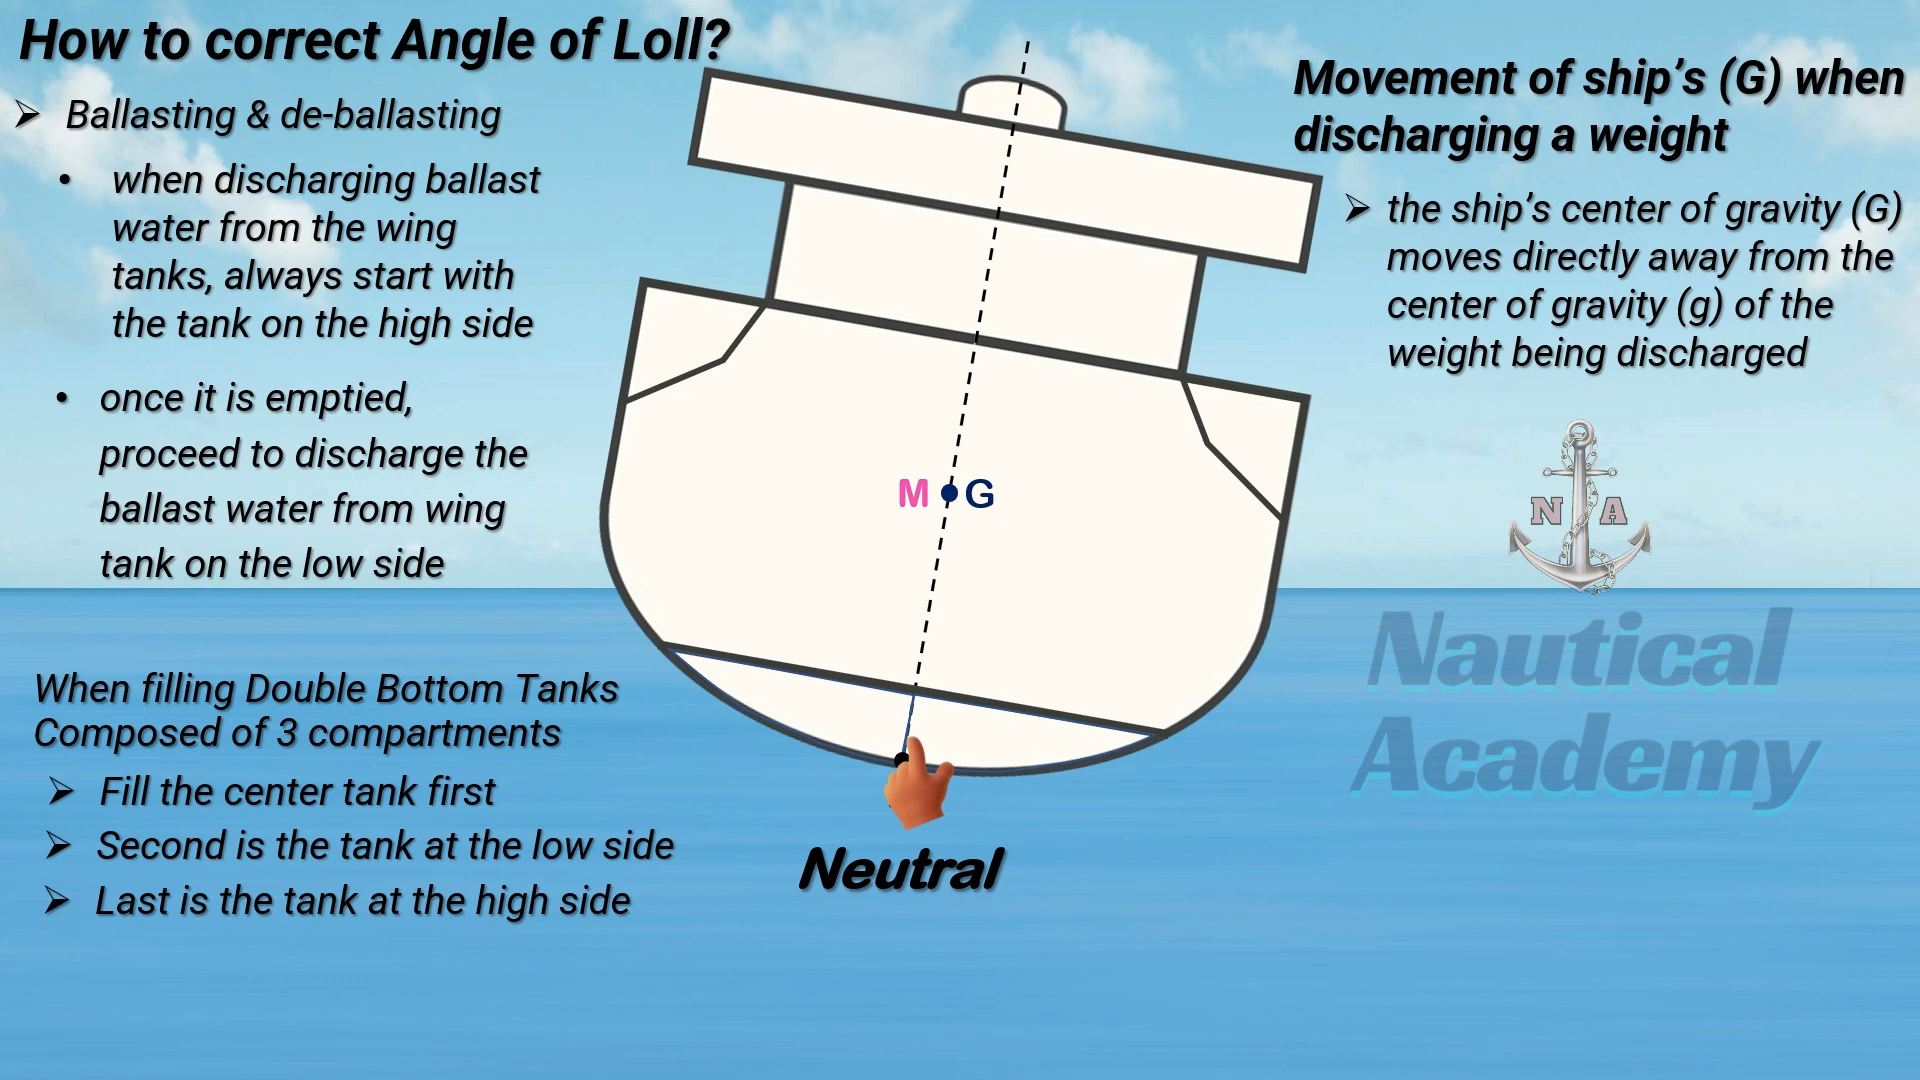 How to correct Angle of Loll?
➢ Ballasting & de-ballasting
• when discharging ballast
water from the wing
tanks, always start with
the tank on the high side
• once it is emptied,
proceed to discharge the
ballast water from wing
tank on the low side
When filling Double Bottom Tanks
Composed of 3 compartments
➢ Fill the center tank first
➢ Second is the tank at the low side
➢ Last is the tank at the high side
M G
Neutral
Movement of ship’s (G) when
discharging a weight
➢ the ship’s center of gravity (G)
moves directly away from the
center of gravity (g) of the
weight being discharged
N A
Nautical
Academy